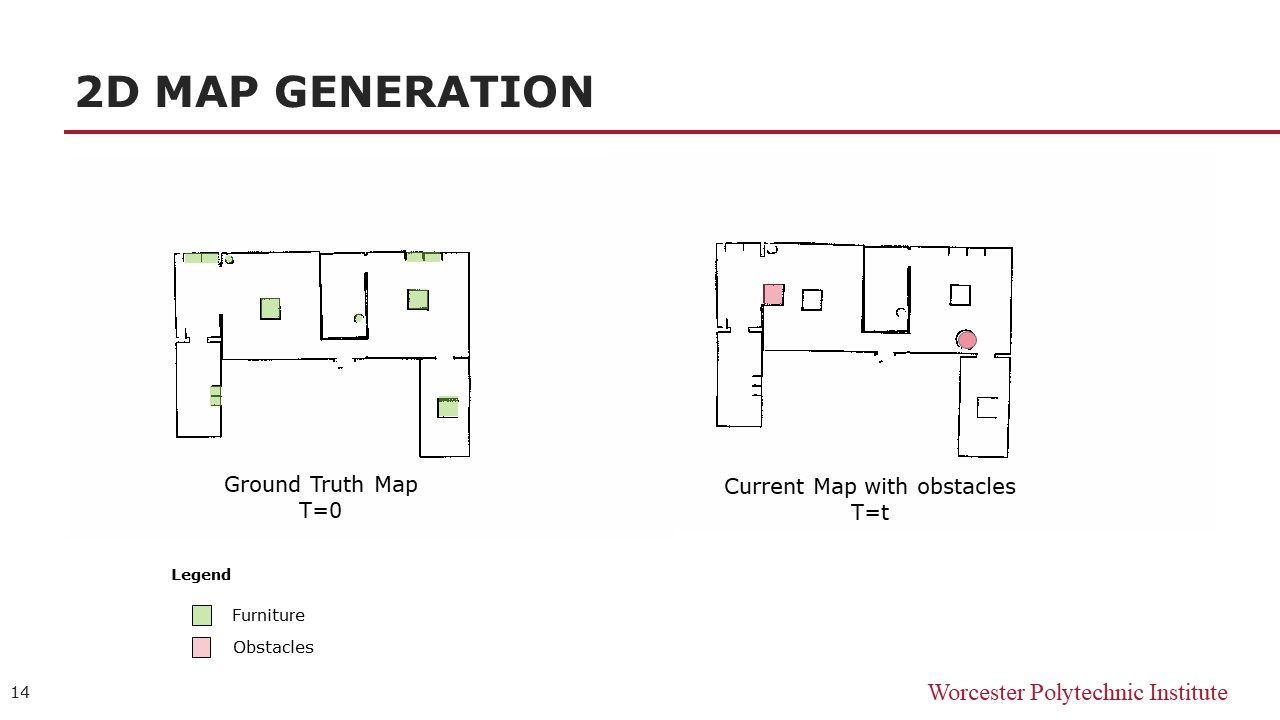 2D MAP GENERATION
Ground Truth Map
T=0
Current Map with obstacles
T=t
Legend
Furniture
Obstacles
14
Worcester Polytechnic Institute